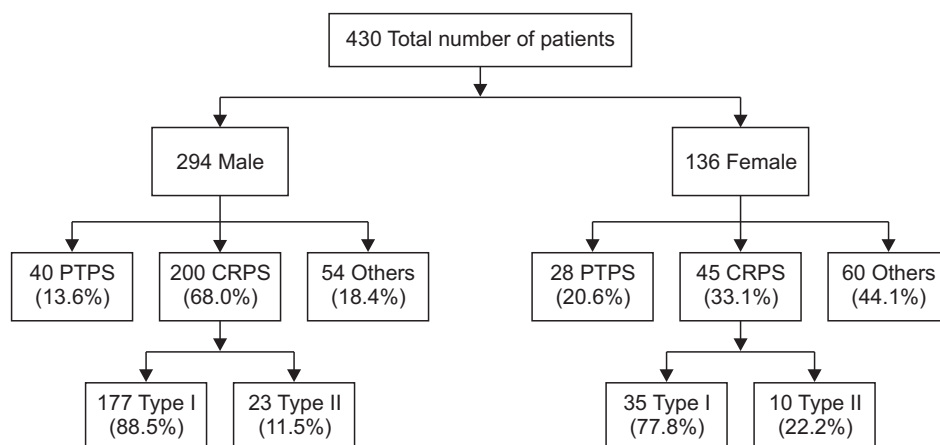 430 Total number of patients
294 Male
136 Female
40 PTPS
(13.6%)
200 CRPS
(68.0%)
54 Others
(18.4%)
28 PTPS
(20.6%)
45 CRPS
(33.1%)
60 Others
(44.1%)
177 Type I
(88.5%)
23 Type II
(11.5%)
35 Type I
(77.8%)
10 Type II
(22.2%)